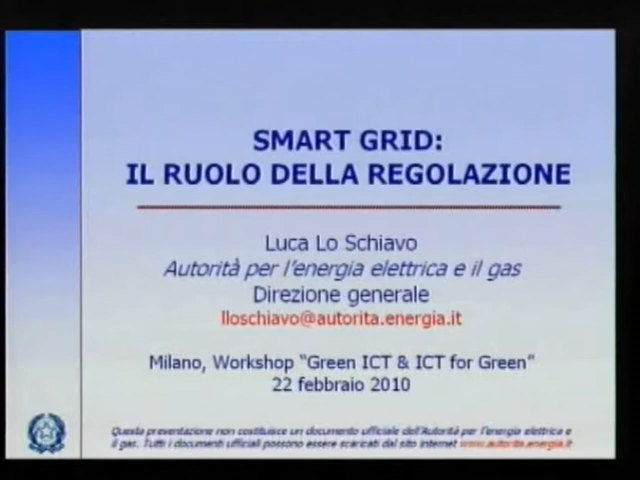 SMART GRID:
IL RUOLO DELLA REGOLAZIONE
Luca Lo Schiavo
Autorità per l'energia elettrica e il gas
Direzione generale
lloschiavo@autorita.energia.it
Milano, Workshop "Green ICT & ICT for Green"
22 febbraio 2010
Questa presentazione non costituisce un documento ufficiale dell'Autorità per l'energia elettrica e
il gas. Tutti i documenti ufficiali possono essere scaricati dal sito internet www.autorita.energia.it